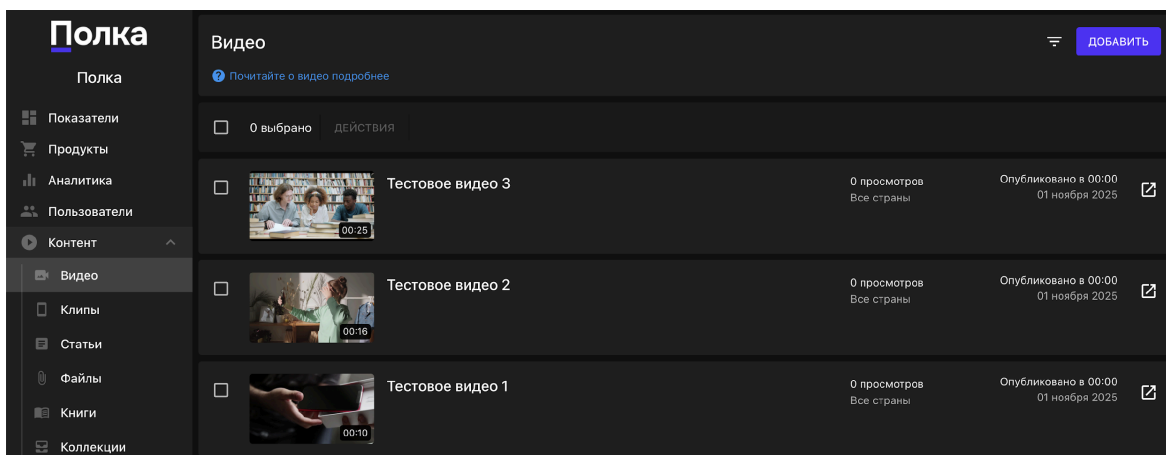 Полка
Полка
Показатели
Продукты
Аналитика
Пользователи
Контент
Видео
Клипы
Статьи
Файлы
Книги
Коллекции
Видео
ДОБАВИТЬ
Почитайте о видео подробнее
0 выбрано ДЕЙСТВИЯ
Тестовое видео 3
00:25
0 просмотров
Все страны
Опубликовано в 00:00
01 ноября 2025
Тестовое видео 2
00:16
0 просмотров
Все страны
Опубликовано в 00:00
01 ноября 2025
Тестовое видео 1
00:10
0 просмотров
Все страны
Опубликовано в 00:00
01 ноября 2025